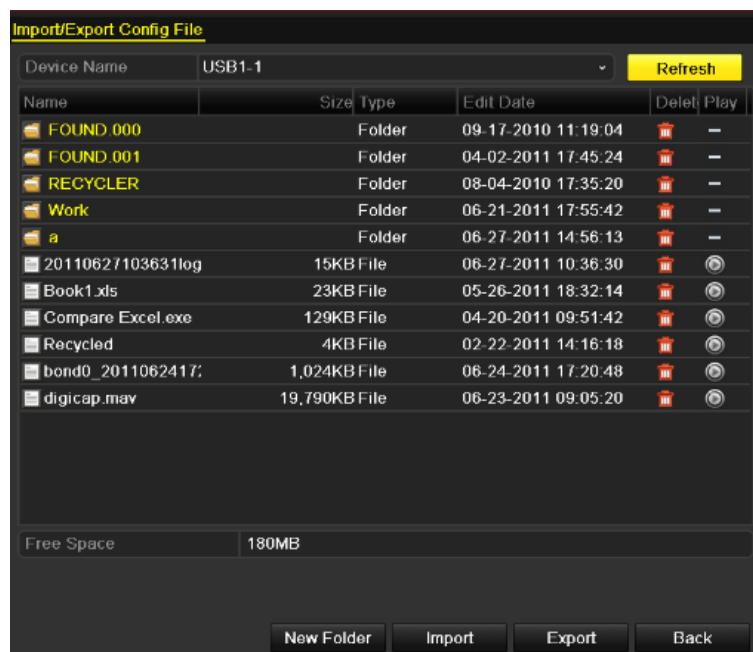 Import/Export Config File
Device Name USB1-1 Refresh
Name Size Type Edit Date Delet Play
FOUND.000 Folder 09-17-2010 11:19:04 –
FOUND.001 Folder 04-02-2011 17:45:24 –
RECYCLER Folder 08-04-2010 17:35:20 –
Work Folder 06-21-2011 17:55:42 –
a Folder 06-27-2011 14:56:13 –
20110627103631log 15KB File 06-27-2011 10:36:30
Book1.xls 23KB File 05-26-2011 18:32:14
Compare Excel.exe 129KB File 04-20-2011 09:51:42
Recycled 4KB File 02-22-2011 14:16:18
bond0_2011062417 1,024KB File 06-24-2011 17:20:48
digicap.mav 19,790KB File 06-23-2011 09:05:20
Free Space 180MB
New Folder Import Export Back